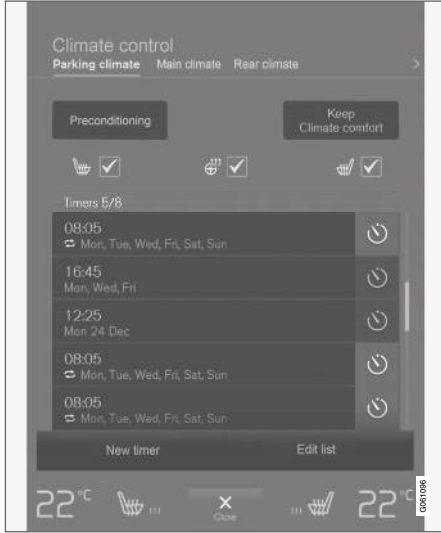 Climate control
Parking climate Main climate Rear climate >
Preconditioning
Keep
Climate comfort
Timers 5/8
08:05
Mon, Tue, Wed, Fri, Sat, Sun
16:45
Mon, Wed, Fri
12:25
Mon 24 Dec
08:05
Mon, Tue, Wed, Fri, Sat, Sun
08:05
Mon, Tue, Wed, Fri, Sat, Sun
New timer Edit list
22°C 22°C
Close
G061096